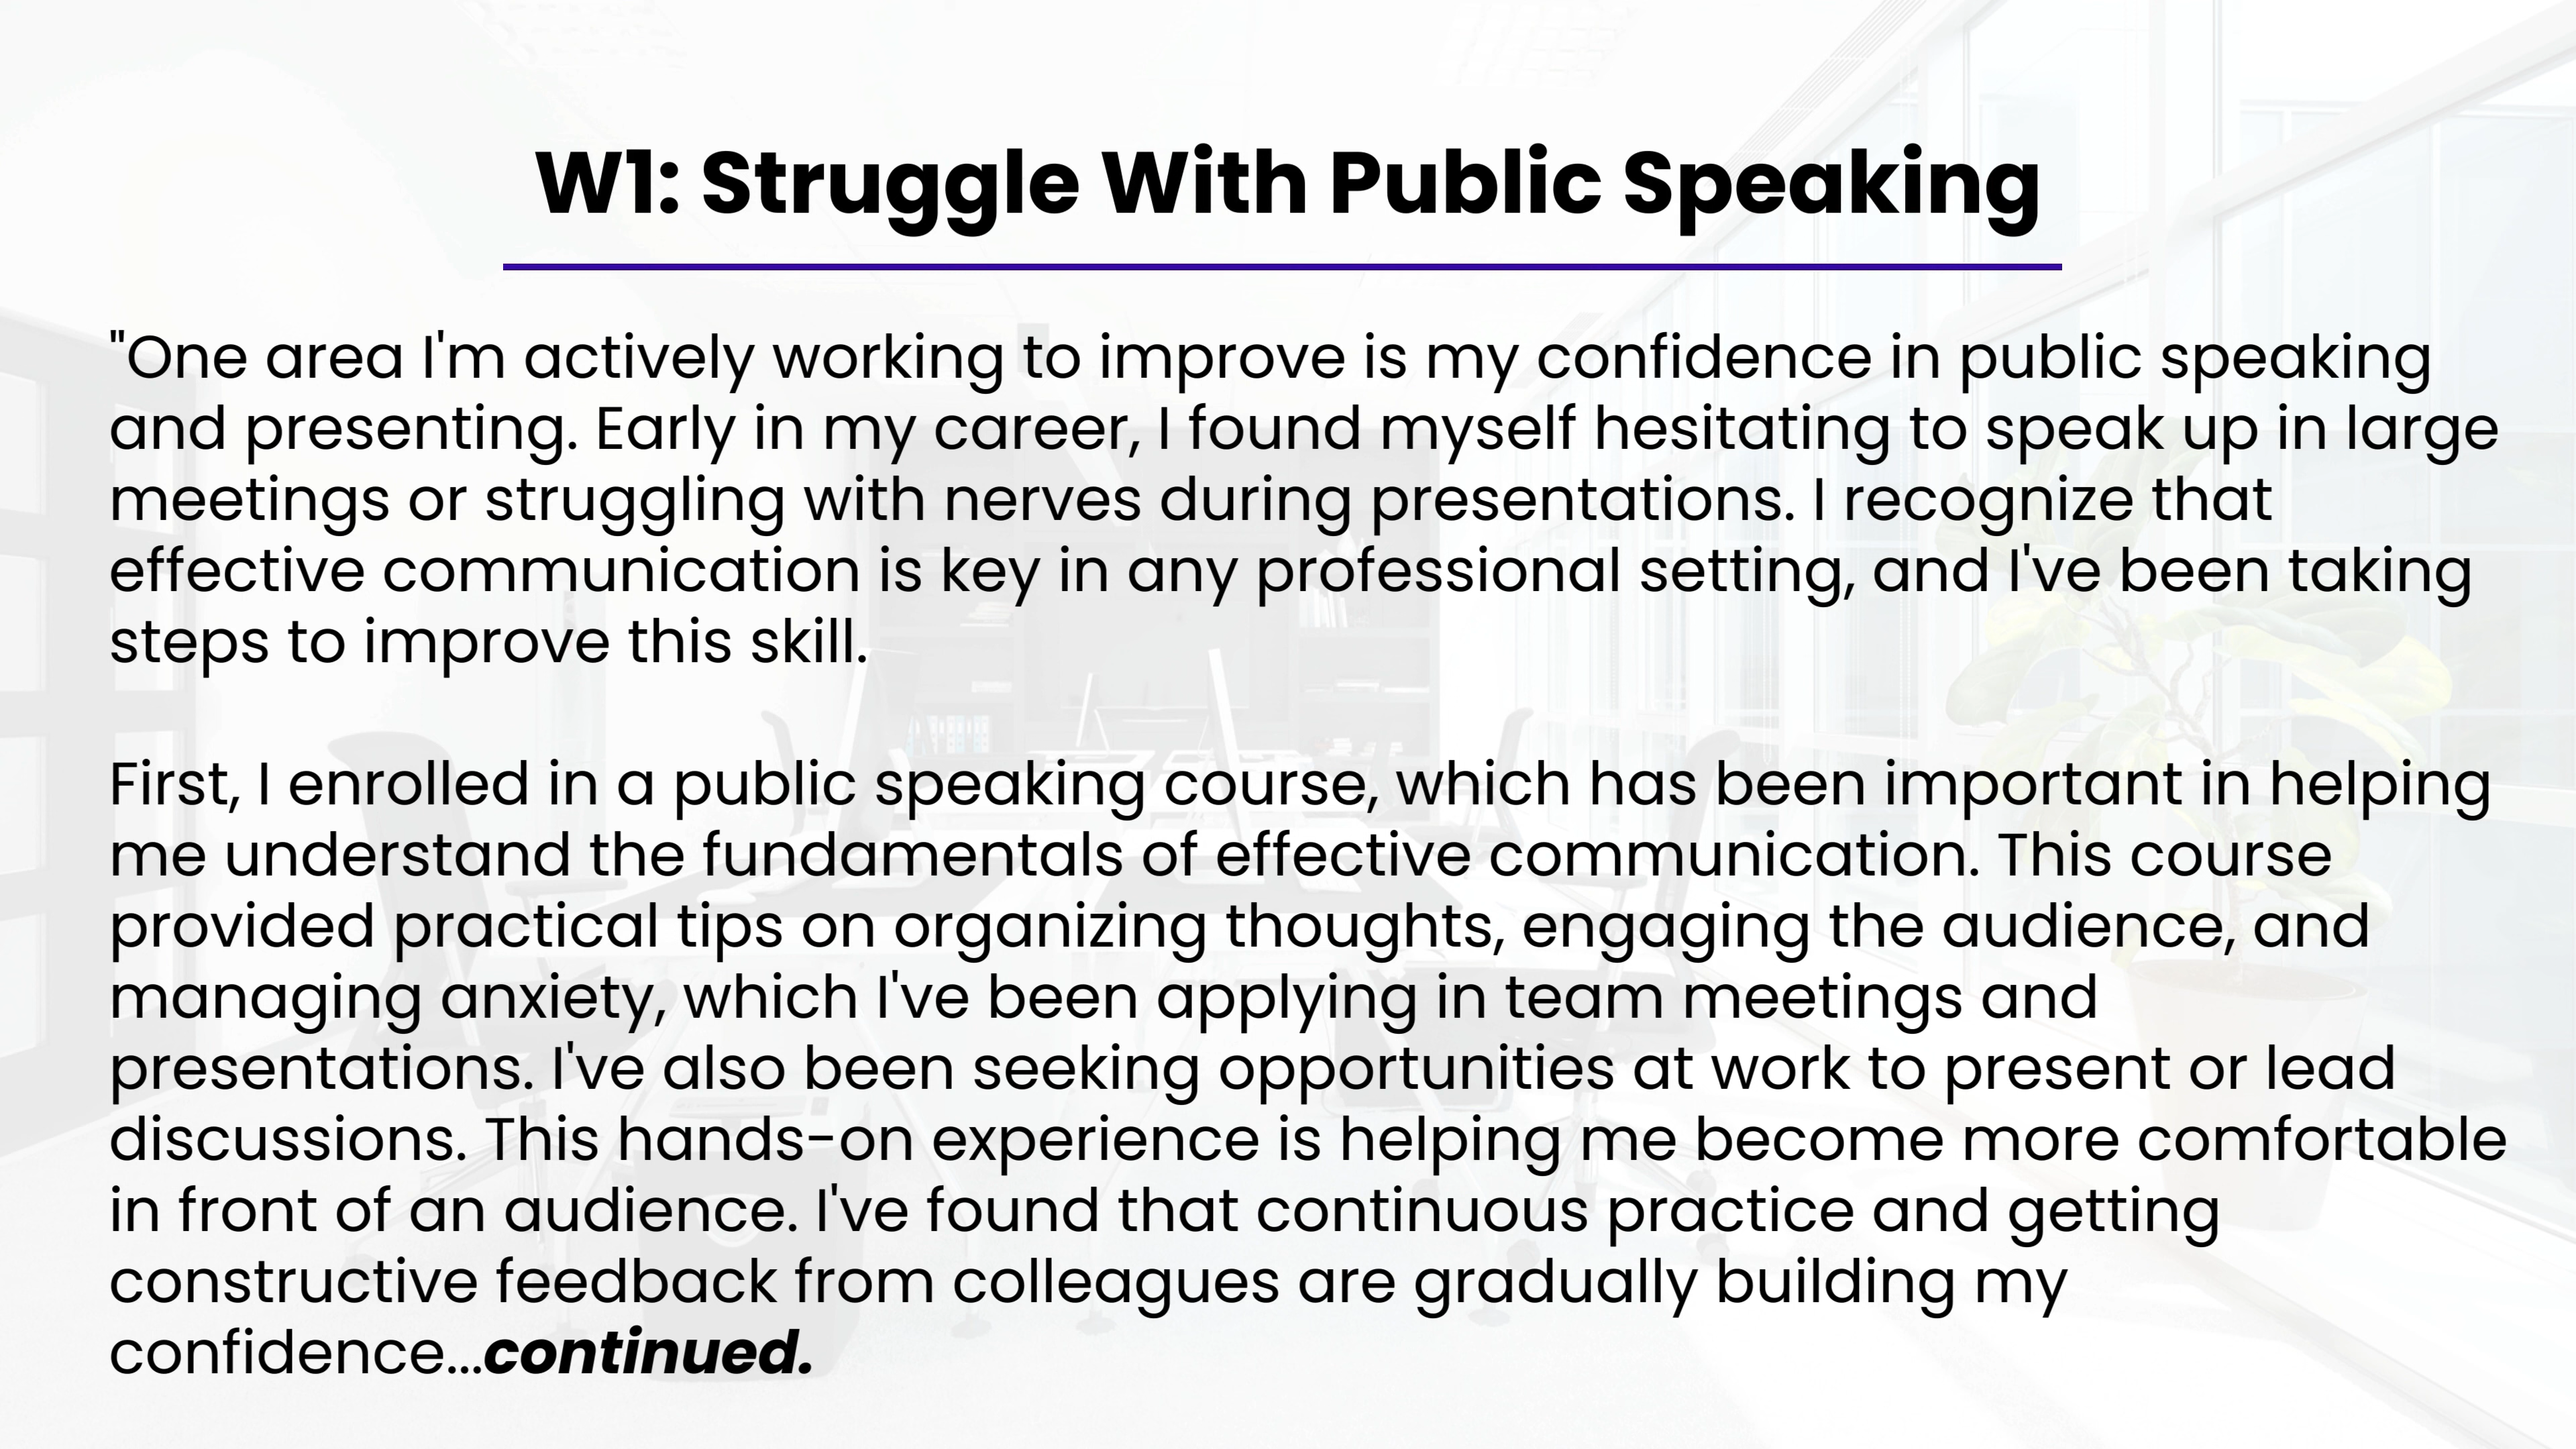 W1: Struggle With Public Speaking
"One area I'm actively working to improve is my confidence in public speaking
and presenting. Early in my career, I found myself hesitating to speak up in large
meetings or struggling with nerves during presentations. I recognize that
effective communication is key in any professional setting, and I've been taking
steps to improve this skill.
First, I enrolled in a public speaking course, which has been important in helping
me understand the fundamentals of effective communication. This course
provided practical tips on organizing thoughts, engaging the audience, and
managing anxiety, which I've been applying in team meetings and
presentations. I've also been seeking opportunities at work to present or lead
discussions. This hands-on experience is helping me become more comfortable
in front of an audience. I've found that continuous practice and getting
constructive feedback from colleagues are gradually building my
confidence...continued.